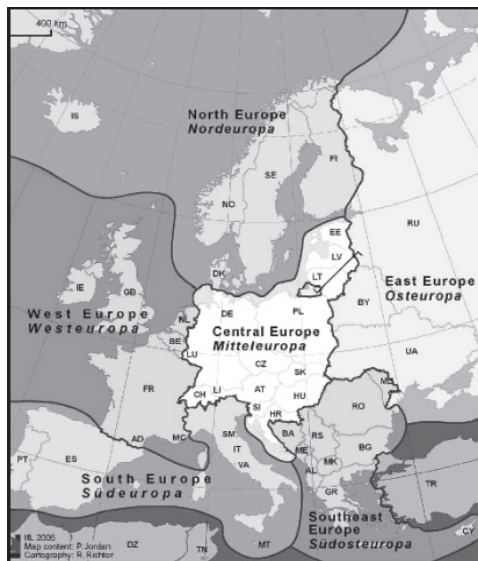 400 km
IS
North Europe
Nordeuropa
FI
SE
NO
RU
EE
LV
DK
LT
IE
GB
East Europe
Osteuropa
BY
West Europe
Westeuropa
NL
DE
PL
BE
Central Europe
Mitteleuropa
LU
UA
CZ
SK
FR
CH
LI
AT
HU
SI
HR
RO
BA
RS
AD
MC
SM
IT
VA
ME
BG
MK
AL
PT
ES
South Europe
Südeuropa
GR
TR
Southeast
Europe
Südosteuropa
CY
MT
DZ
TN
IfL 2006
Map content: P. Jordan
Cartography: R. Richter